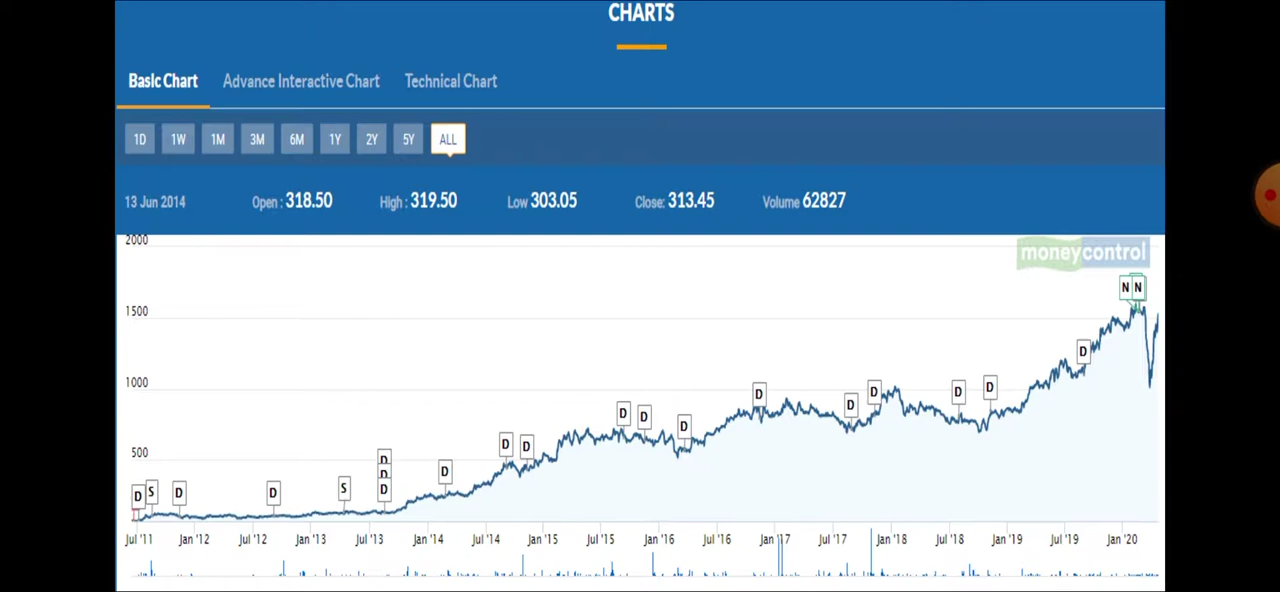 CHARTS
Basic Chart Advance Interactive Chart Technical Chart
1D 1W 1M 3M 6M 1Y 2Y 5Y ALL
13 Jun 2014 Open : 318.50 High : 319.50 Low 303.05 Close: 313.45 Volume 62827
2000
moneycontrol
N N
1500
D
1000
D D D D D
D D D
500
D D D
D
D S D D S D D
Jul '11 Jan '12 Jul '12 Jan '13 Jul '13 Jan '14 Jul '14 Jan '15 Jul '15 Jan '16 Jul '16 Jan '17 Jul '17 Jan '18 Jul '18 Jan '19 Jul '19 Jan '20